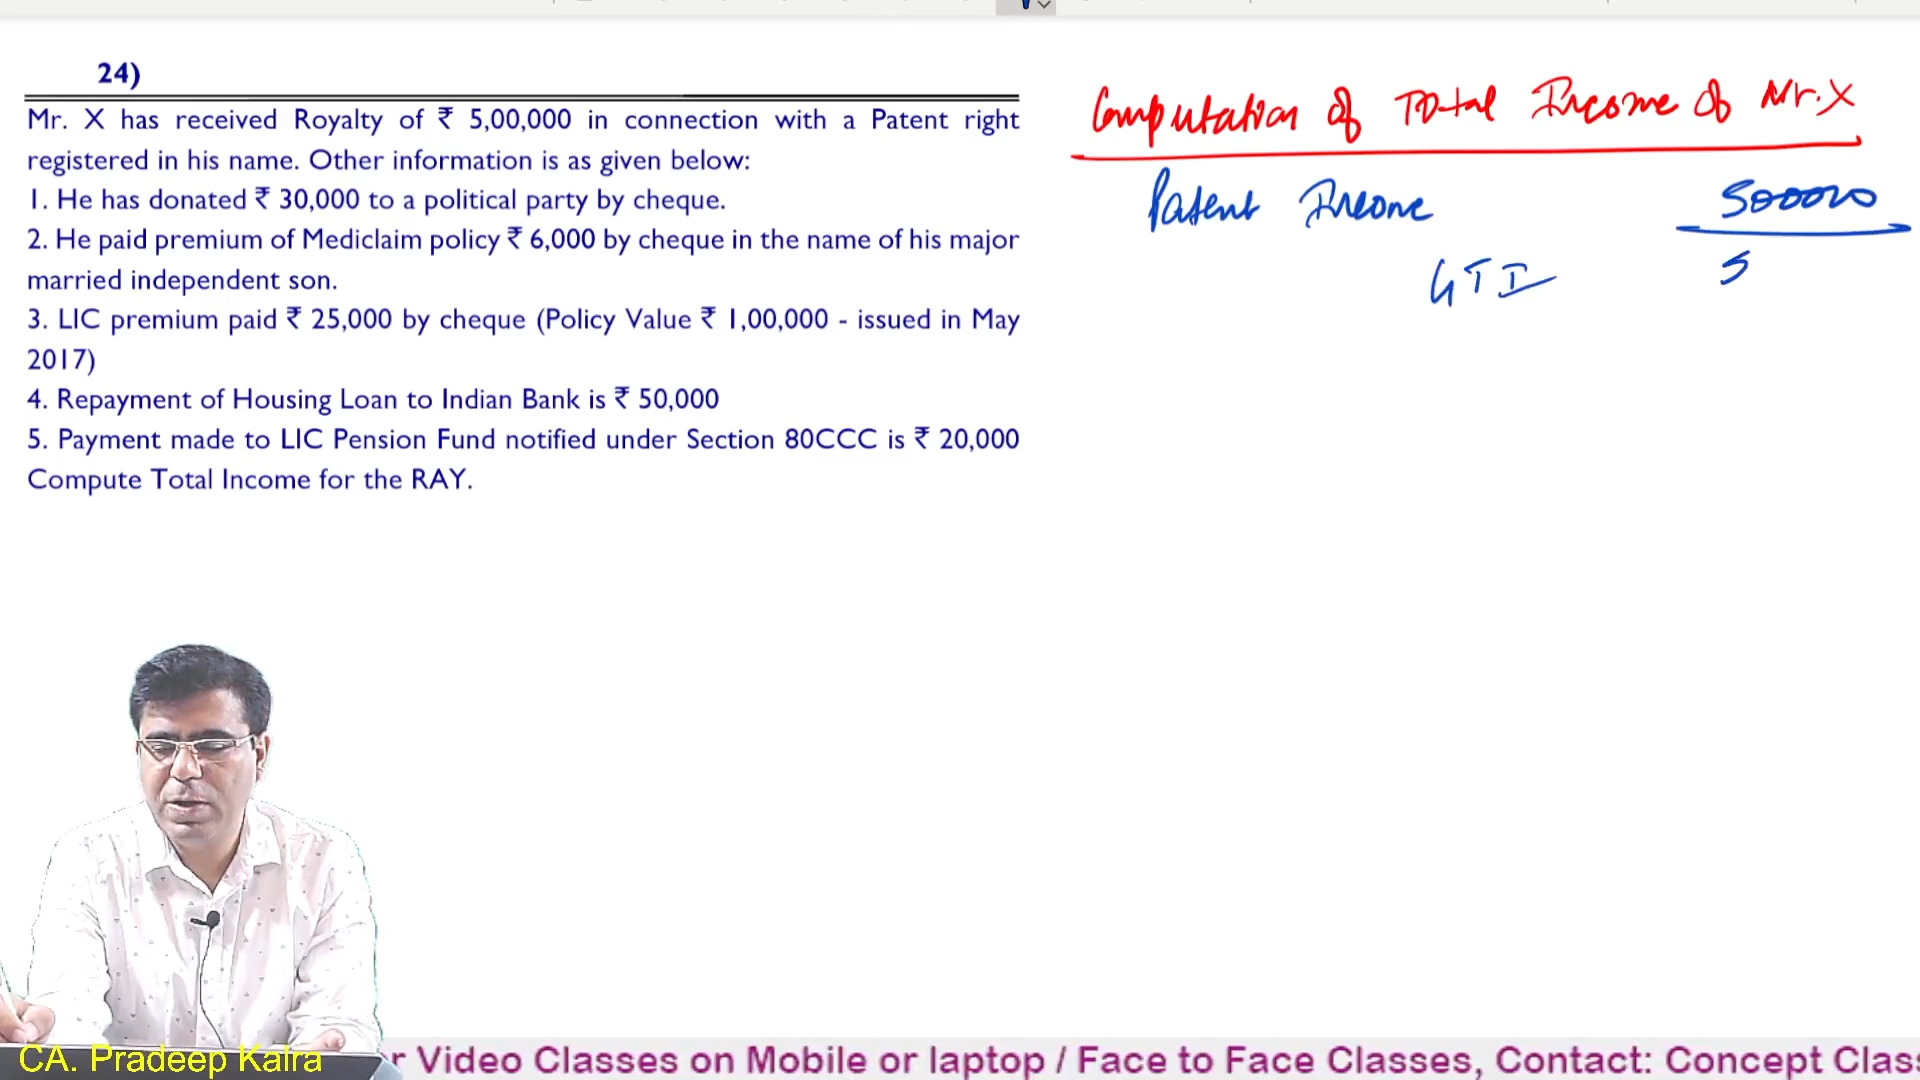 24)
Mr. X has received Royalty of ₹ 5,00,000 in connection with a Patent right
registered in his name. Other information is as given below:
1. He has donated ₹ 30,000 to a political party by cheque.
2. He paid premium of Mediclaim policy ₹ 6,000 by cheque in the name of his major
married independent son.
3. LIC premium paid ₹ 25,000 by cheque (Policy Value ₹ 1,00,000 - issued in May
2017)
4. Repayment of Housing Loan to Indian Bank is ₹ 50,000
5. Payment made to LIC Pension Fund notified under Section 80CCC is ₹ 20,000
Compute Total Income for the RAY.
Computation of Total Income of Mr. X
Patent Income 500000
GTI 5
CA. Pradeep Kalra
r Video Classes on Mobile or laptop / Face to Face Classes, Contact: Concept Clas